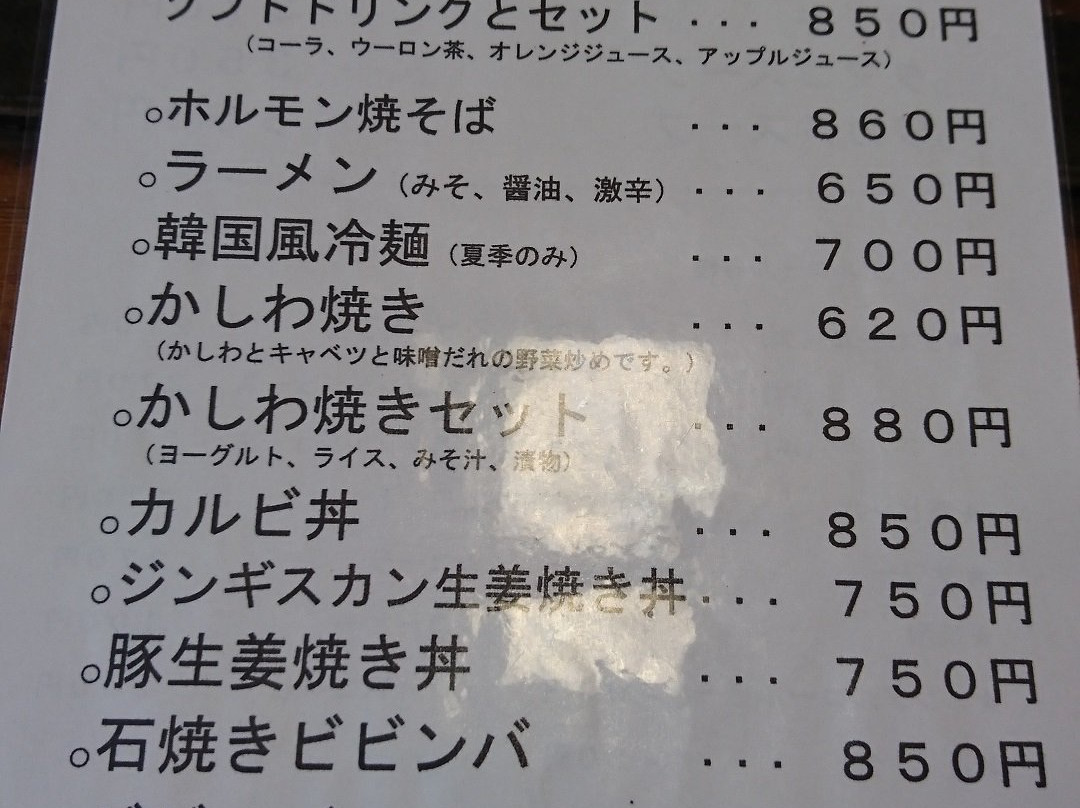 ソフトドリンクとセット ・・・ ８５０円
（コーラ、ウーロン茶、オレンジジュース、アップルジュース）
○ホルモン焼そば ・・・ ８６０円
○ラーメン（みそ、醤油、激辛） ・・・ ６５０円
○韓国風冷麺（夏季のみ） ・・・ ７００円
○かしわ焼き ・・・ ６２０円
（かしわとキャベツと味噌だれの野菜炒めです。）
○かしわ焼きセット ・・・ ８８０円
（ヨーグルト、ライス、みそ汁、漬物）
○カルビ丼 ・・・ ８５０円
○ジンギスカン生姜焼き丼・・・ ７５０円
○豚生姜焼き丼 ・・・ ７５０円
○石焼きビビンバ ・・・ ８５０円